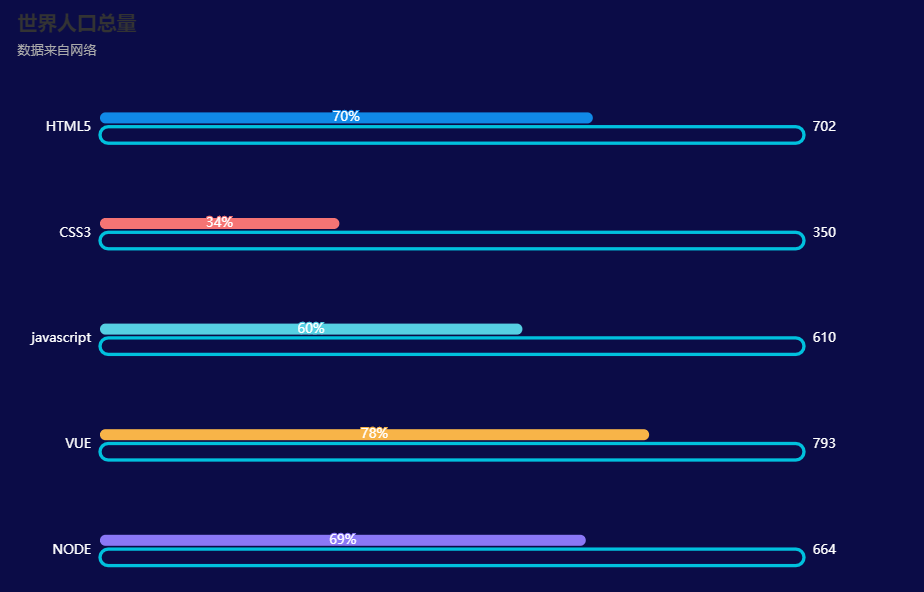 世界人口总量
数据来自网络
70%
HTML5 702
34%
CSS3 350
60%
javascript 610
78%
VUE 793
69%
NODE 664